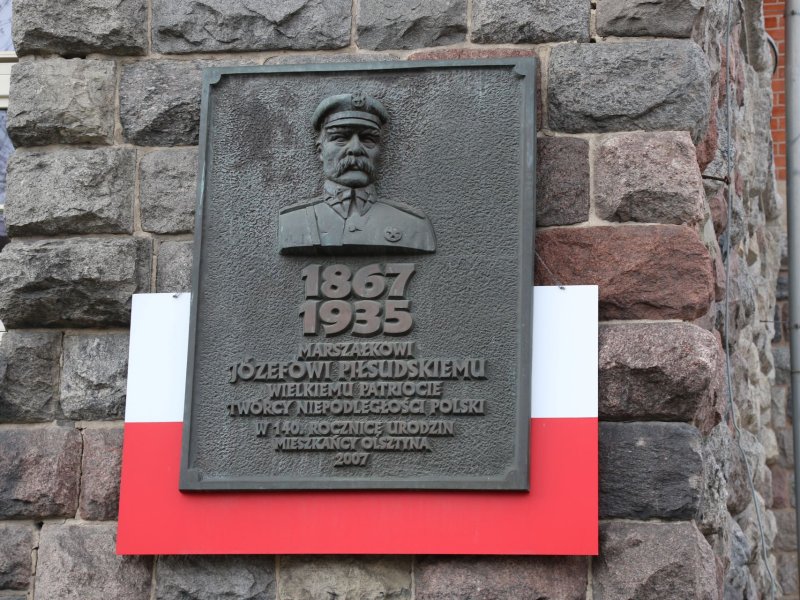 1867
1935
MARSZAŁKOWI
JÓZEFOWI PIŁSUDSKIEMU
WIELKIEMU PATRIOCIE
TWÓRCY NIEPODLEGŁOŚCI POLSKI
W 140. ROCZNICĘ URODZIN
MIESZKAŃCY OLSZTYNA
2007